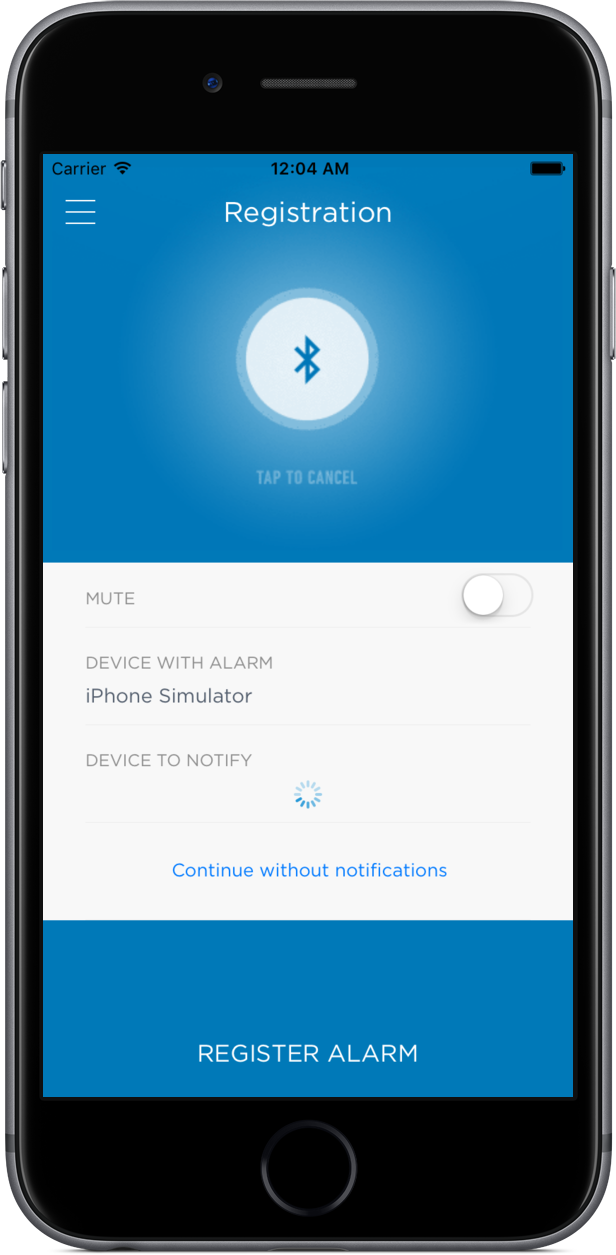 Carrier 12:04 AM
Registration
TAP TO CANCEL
MUTE
DEVICE WITH ALARM
iPhone Simulator
DEVICE TO NOTIFY
Continue without notifications
REGISTER ALARM